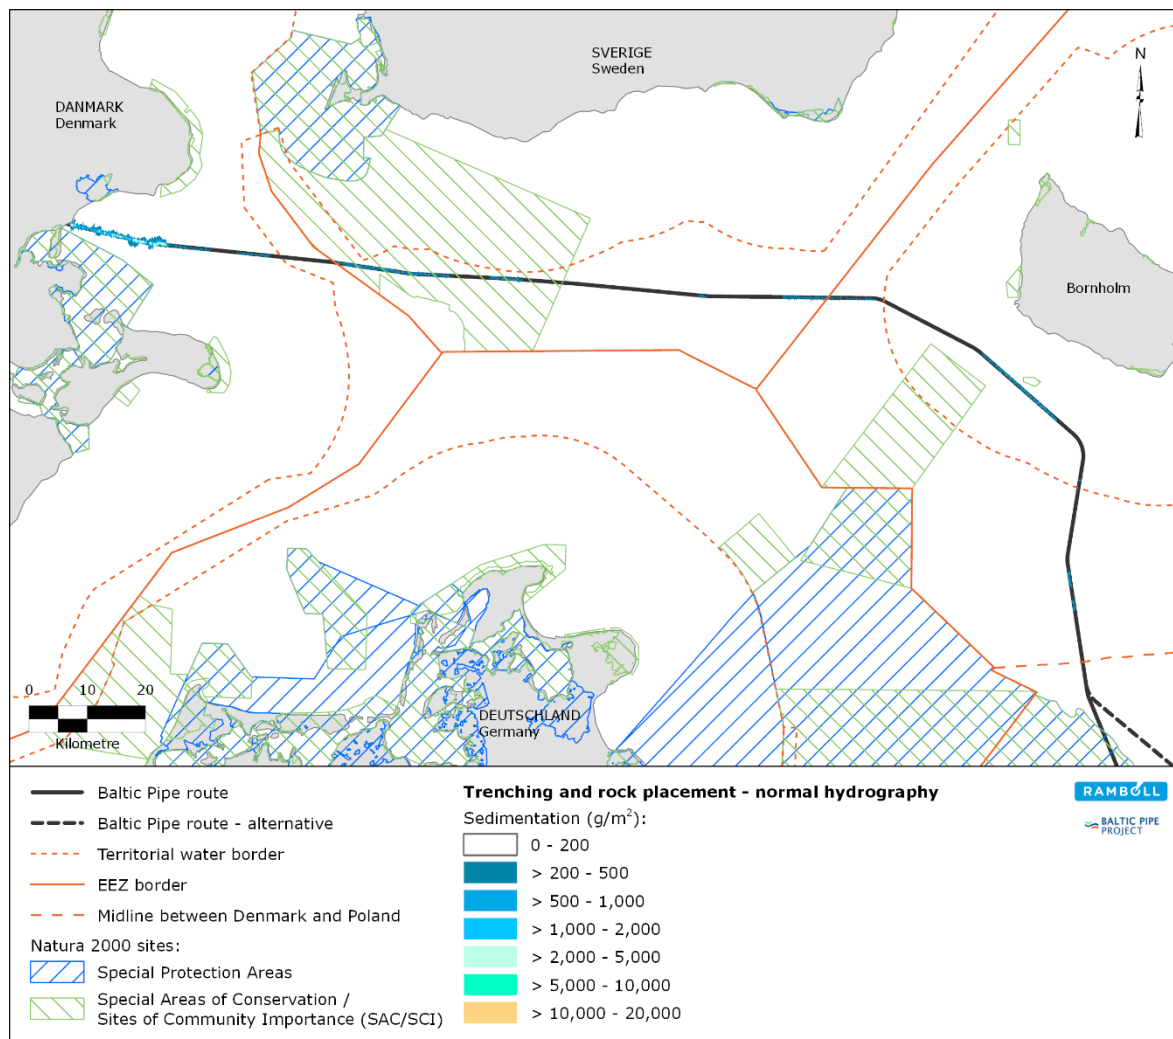 SVERIGE
Sweden
N
DANMARK
Denmark
Bornholm
0 10 20
Kilometre
DEUTSCHLAND
Germany
Baltic Pipe route
Baltic Pipe route - alternative
Territorial water border
EEZ border
Midline between Denmark and Poland
Natura 2000 sites:
Special Protection Areas
Special Areas of Conservation /
Sites of Community Importance (SAC/SCI)
Trenching and rock placement - normal hydrography
Sedimentation (g/m²):
0 - 200
> 200 - 500
> 500 - 1,000
> 1,000 - 2,000
> 2,000 - 5,000
> 5,000 - 10,000
> 10,000 - 20,000
RAMBOLL
BALTIC PIPE
PROJECT